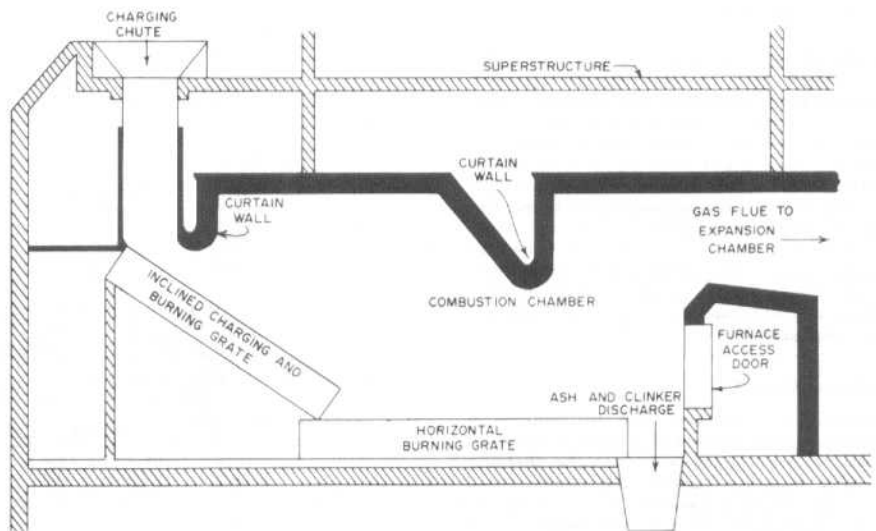 CHARGING
CHUTE
SUPERSTRUCTURE
CURTAIN
WALL
CURTAIN
WALL
GAS FLUE TO
EXPANSION
CHAMBER
INCLINED CHARGING AND
BURNING GRATE
COMBUSTION CHAMBER
FURNACE
ACCESS
DOOR
ASH AND CLINKER
DISCHARGE
HORIZONTAL
BURNING GRATE